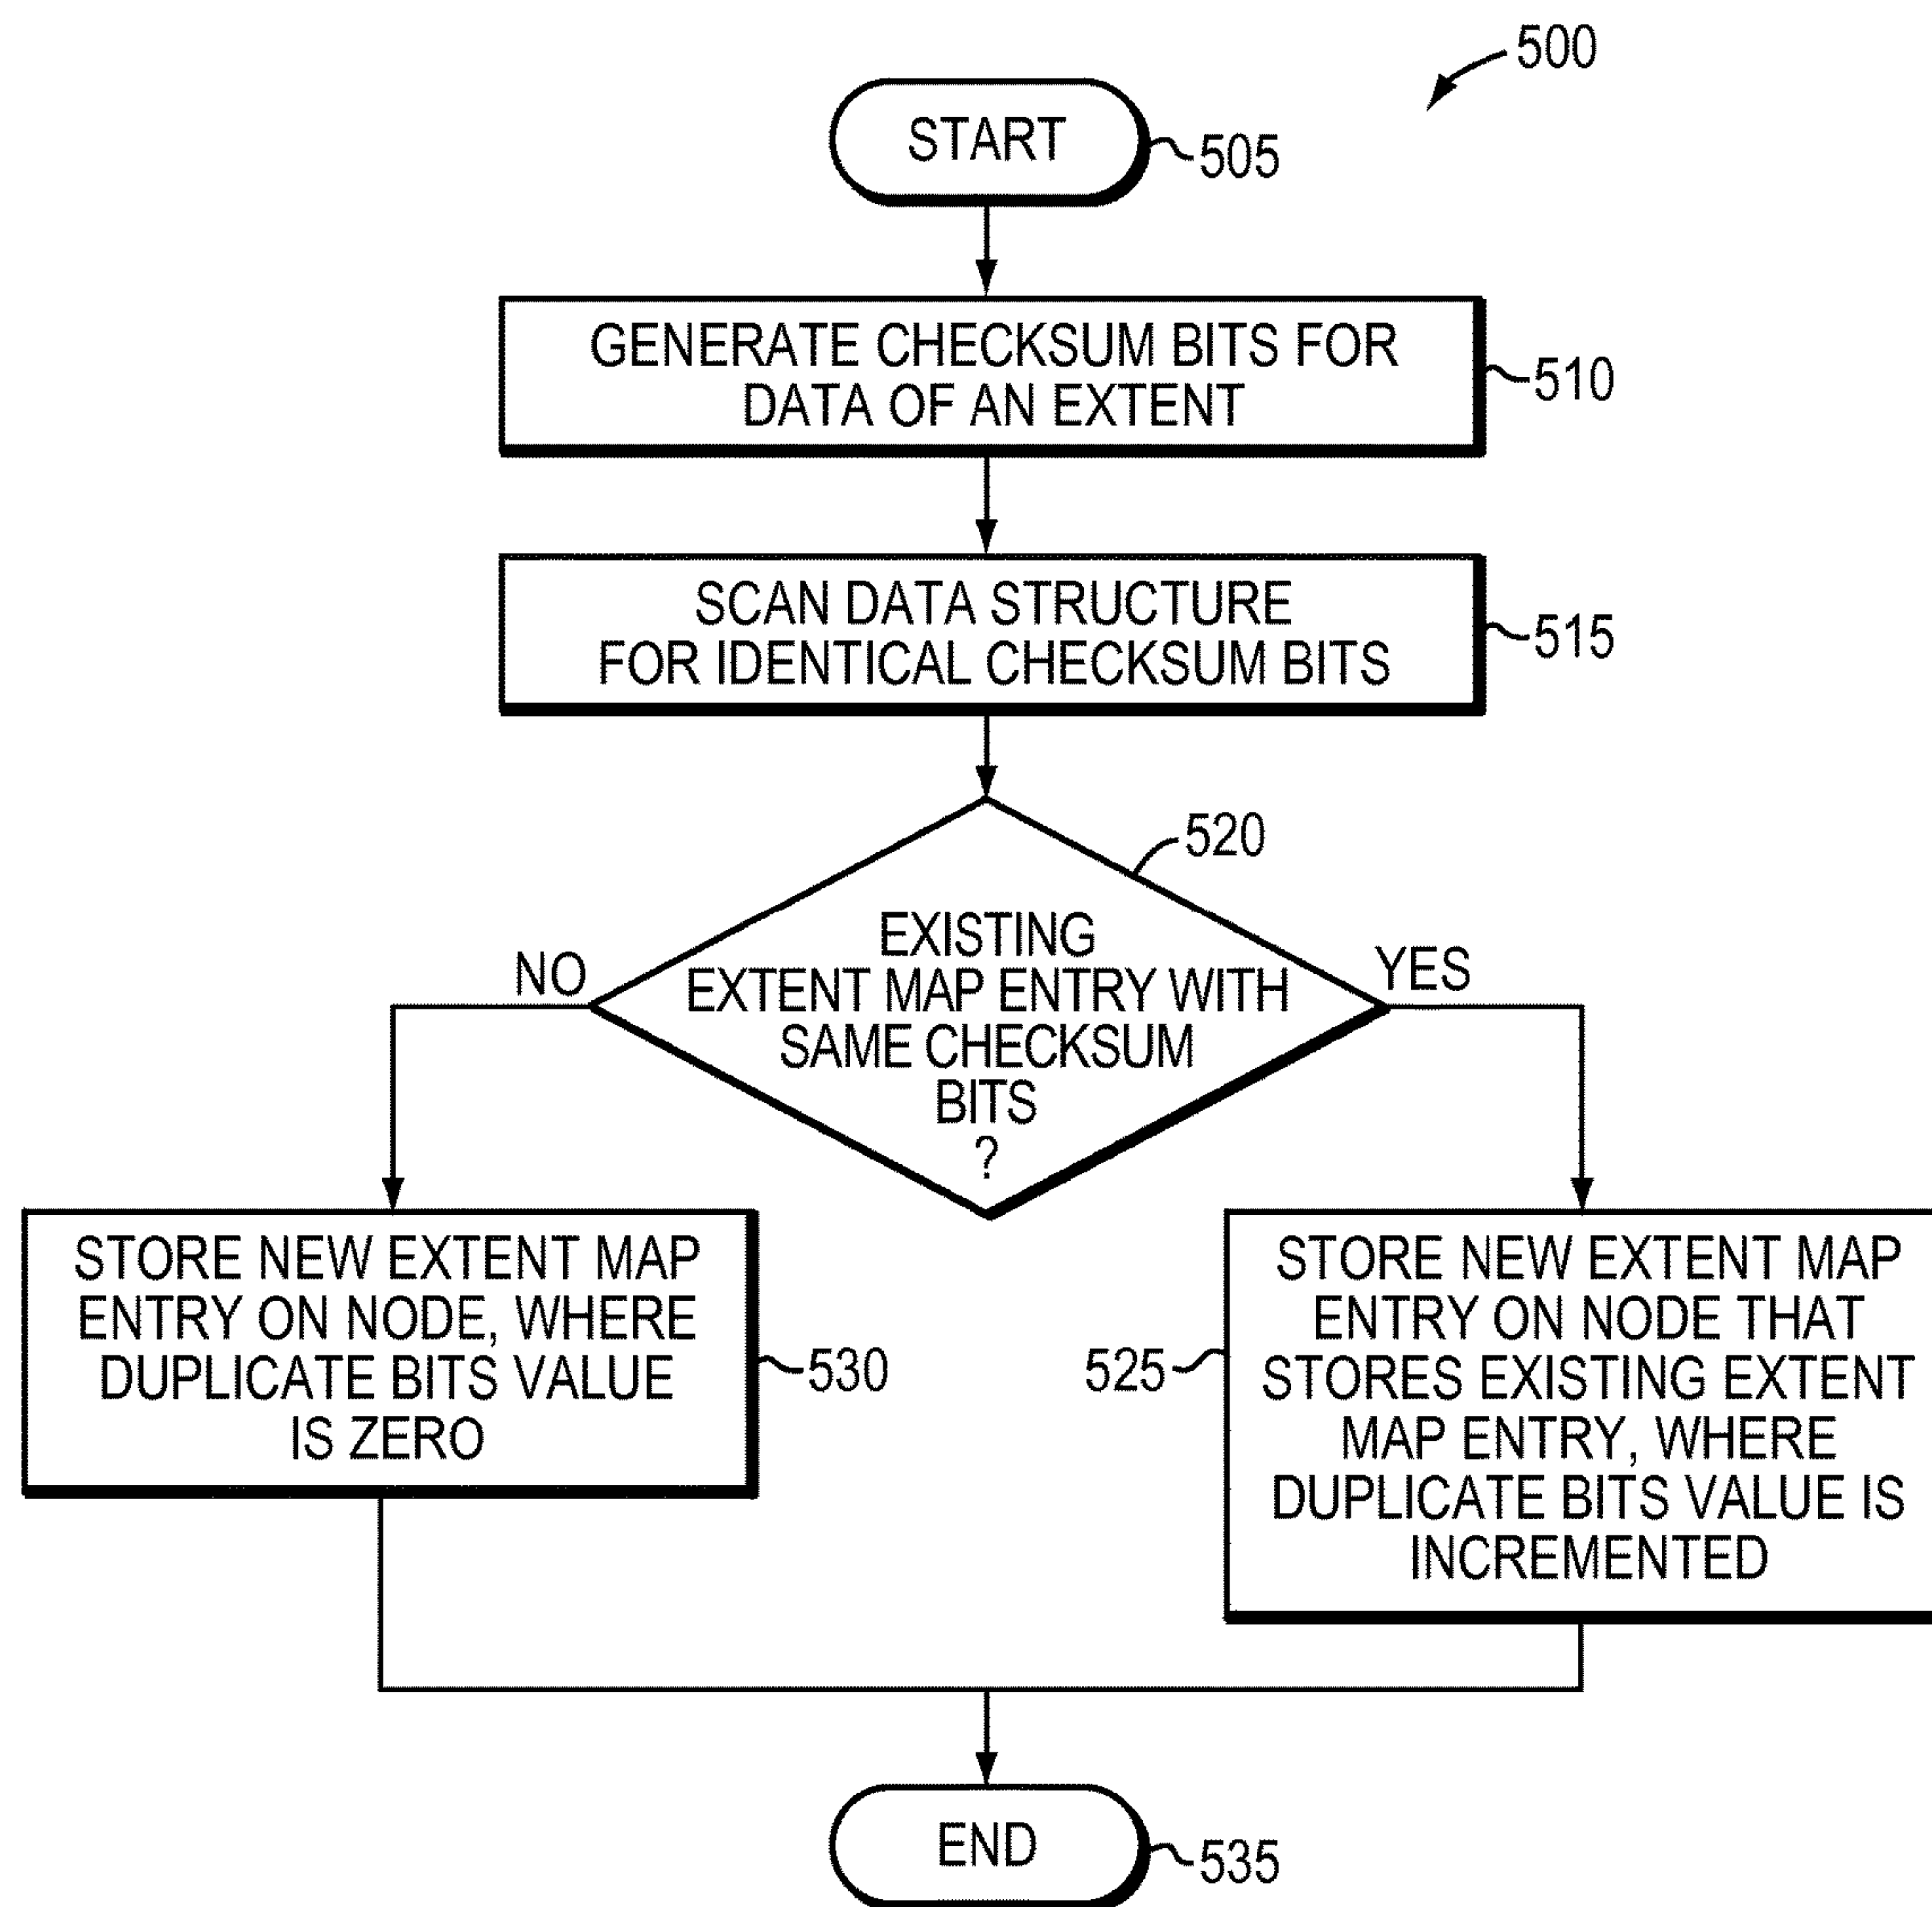 500
START
505
GENERATE CHECKSUM BITS FOR
DATA OF AN EXTENT
510
SCAN DATA STRUCTURE
FOR IDENTICAL CHECKSUM BITS
515
520
EXISTING
EXTENT MAP ENTRY WITH
SAME CHECKSUM
BITS
?
NO
YES
STORE NEW EXTENT MAP
ENTRY ON NODE, WHERE
DUPLICATE BITS VALUE
IS ZERO
530
525
STORE NEW EXTENT MAP
ENTRY ON NODE THAT
STORES EXISTING EXTENT
MAP ENTRY, WHERE
DUPLICATE BITS VALUE IS
INCREMENTED
END
535